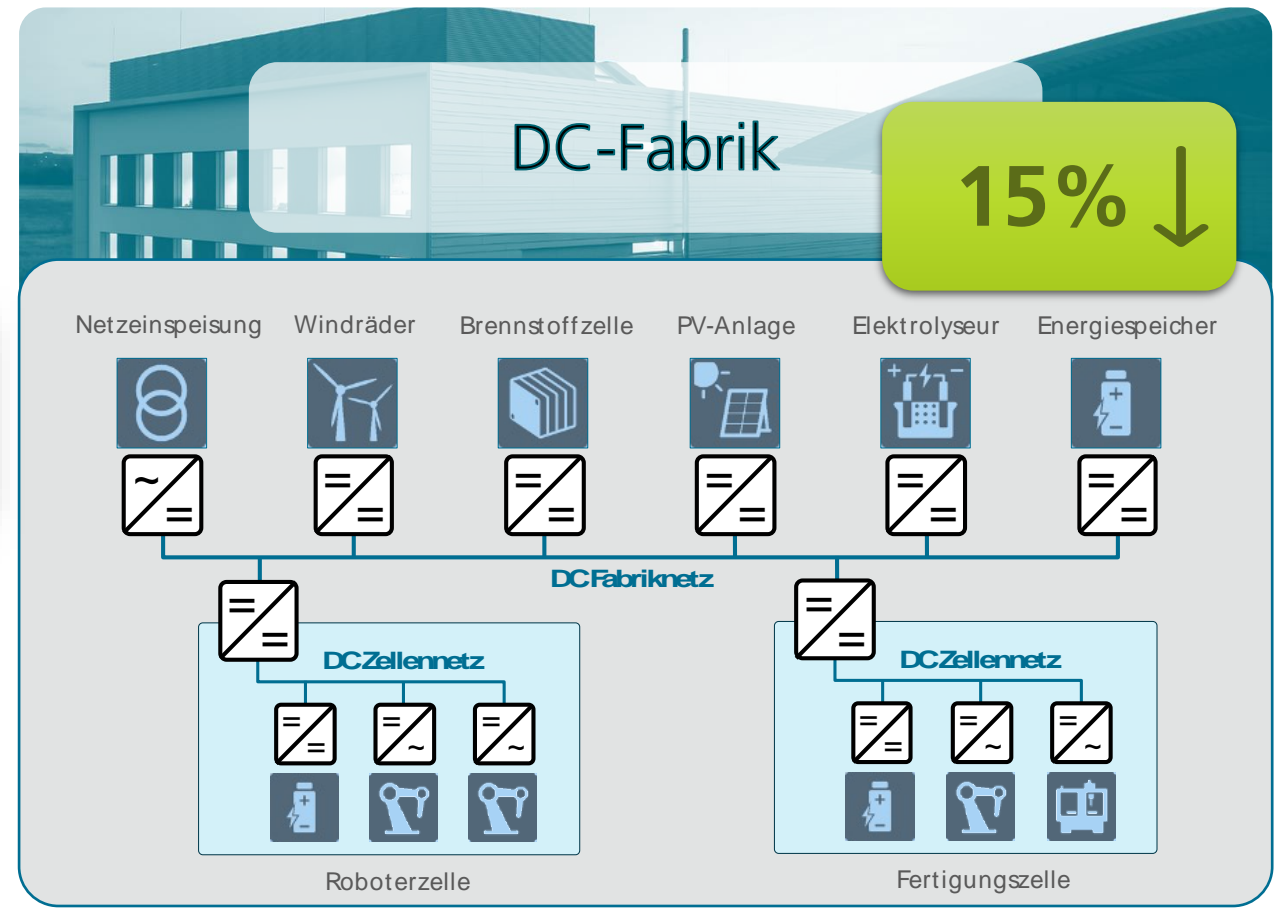 DC-Fabrik
15% ↓
Netzeinspeisung Windräder Brennstoffzelle PV-Anlage Elektrolyseur Energiespeicher
DC Fabriknetz
DC Zellennetz DC Zellennetz
Roboterzelle Fertigungszelle